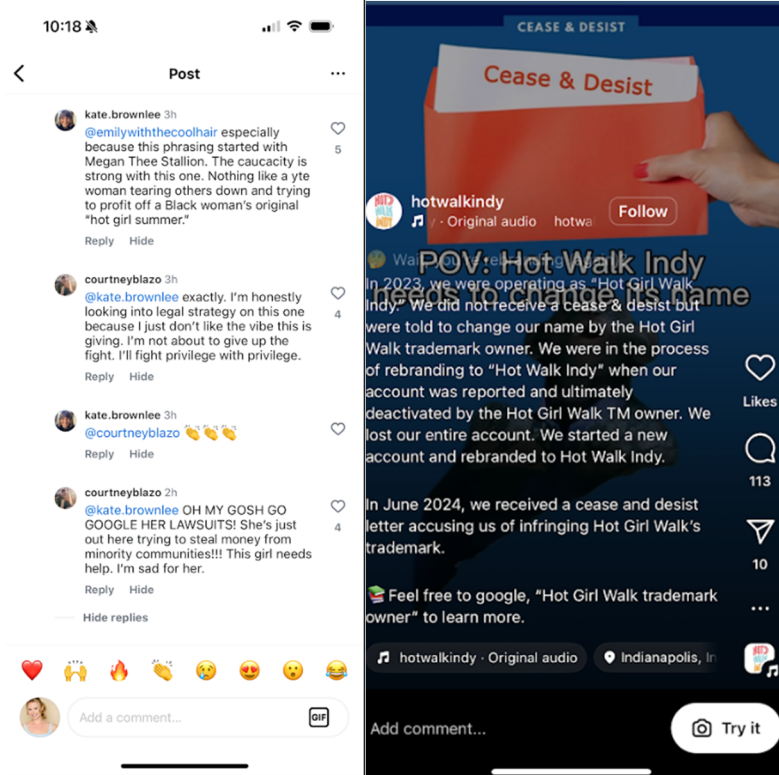 10:18
Post
kate.brownlee 3h
@emilywiththecoolhair especially
because this phrasing started with
Megan Thee Stallion. The caucacity is
strong with this one. Nothing like a yte
woman tearing others down and trying
to profit off a Black woman's original
"hot girl summer."
5
Reply Hide
courtneyblazo 3h
@kate.brownlee exactly. I'm honestly
looking into legal strategy on this one
because I just don't like the vibe this is
giving. I'm not about to give up the
fight. I'll fight privilege with privilege.
4
Reply Hide
kate.brownlee 3h
@courtneyblazo 👏👏👏
Reply Hide
courtneyblazo 2h
@kate.brownlee OH MY GOSH GO
GOOGLE HER LAWSUITS! She's just
out here trying to steal money from
minority communities!!! This girl needs
help. I'm sad for her.
4
Reply Hide
Hide replies
Add a comment...
GIF
CEASE & DESIST
Cease & Desist
HOT WALK INDY
hotwalkindy
Original audio hotwa
Follow
Wait, you're rebranding again?
POV: Hot Walk Indy
needs to change its name
In 2023, we were operating as "Hot Girl Walk
Indy." We did not receive a cease & desist but
were told to change our name by the Hot Girl
Walk trademark owner. We were in the process
of rebranding to "Hot Walk Indy" when our
account was reported and ultimately
deactivated by the Hot Girl Walk TM owner. We
lost our entire account. We started a new
account and rebranded to Hot Walk Indy.
In June 2024, we received a cease and desist
letter accusing us of infringing Hot Girl Walk's
trademark.
📚 Feel free to google, "Hot Girl Walk trademark
owner" to learn more.
Likes
113
10
hotwalkindy · Original audio
Indianapolis, In
Add comment...
Try it